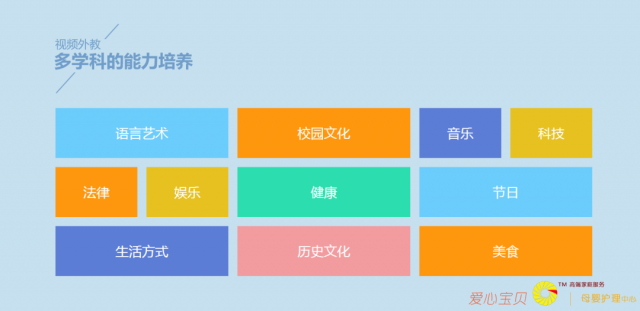 视频外教
多学科的能力培养
语言艺术
校园文化
音乐
科技
法律
娱乐
健康
节日
生活方式
历史文化
美食
TM 高端家政服务
爱心宝贝
母婴护理中心